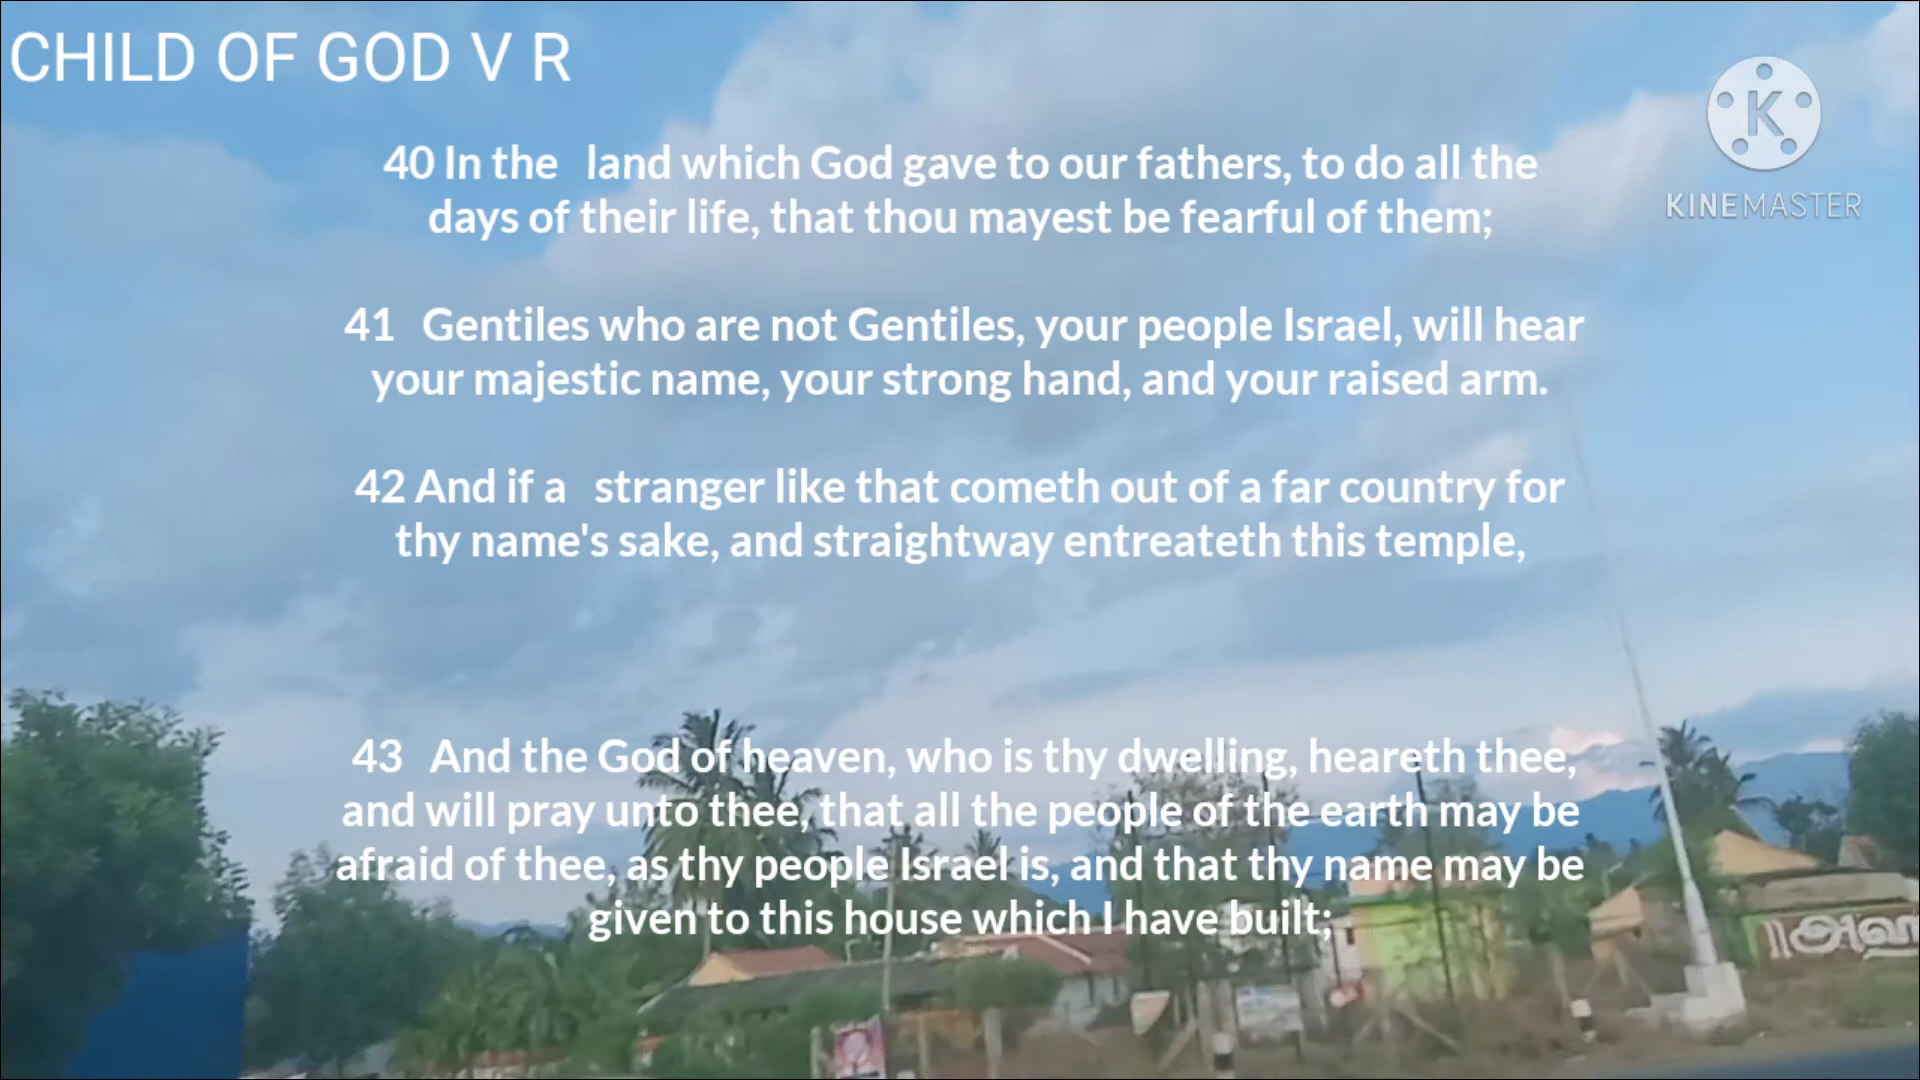 CHILD OF GOD V R
K
KINEMASTER
40 In the land which God gave to our fathers, to do all the
days of their life, that thou mayest be fearful of them;
41 Gentiles who are not Gentiles, your people Israel, will hear
your majestic name, your strong hand, and your raised arm.
42 And if a stranger like that cometh out of a far country for
thy name's sake, and straightway entreateth this temple,
43 And the God of heaven, who is thy dwelling, heareth thee,
and will pray unto thee, that all the people of the earth may be
afraid of thee, as thy people Israel is, and that thy name may be
given to this house which I have built;